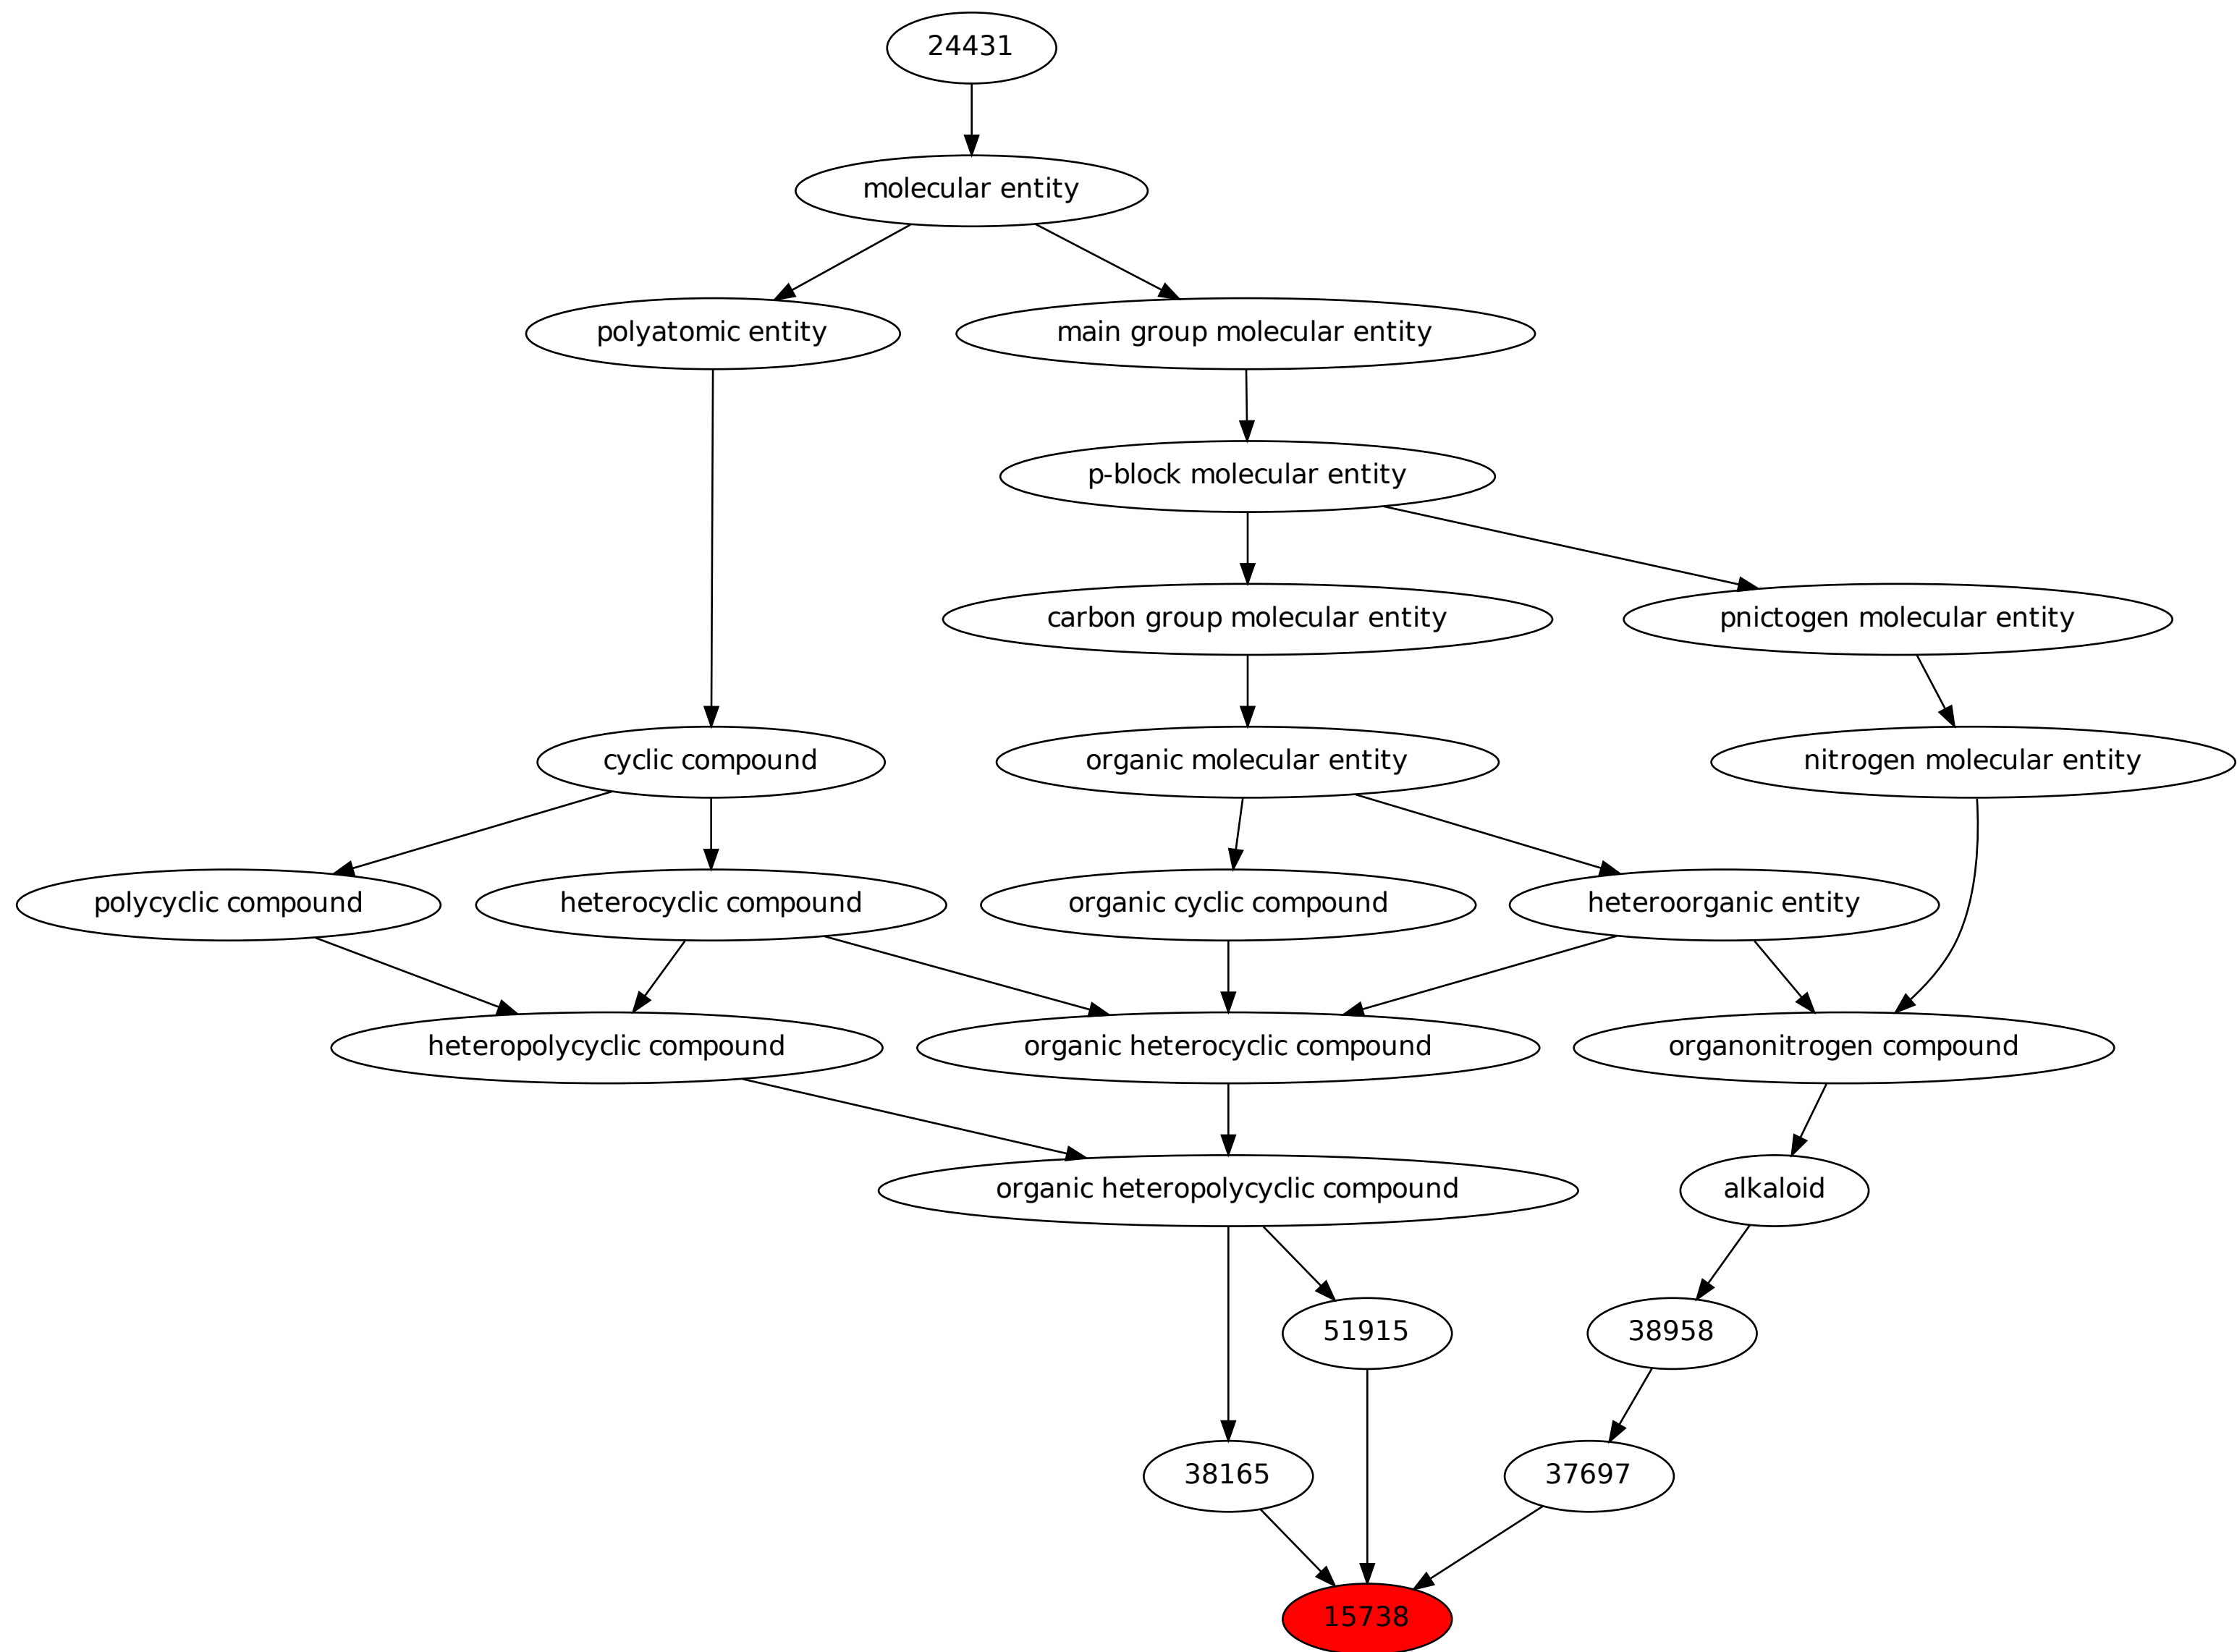 24431
molecular entity
polyatomic entity
main group molecular entity
p-block molecular entity
carbon group molecular entity
pnictogen molecular entity
cyclic compound
organic molecular entity
nitrogen molecular entity
polycyclic compound
heterocyclic compound
organic cyclic compound
heteroorganic entity
heteropolycyclic compound
organic heterocyclic compound
organonitrogen compound
organic heteropolycyclic compound
alkaloid
51915
38958
38165
37697
15738